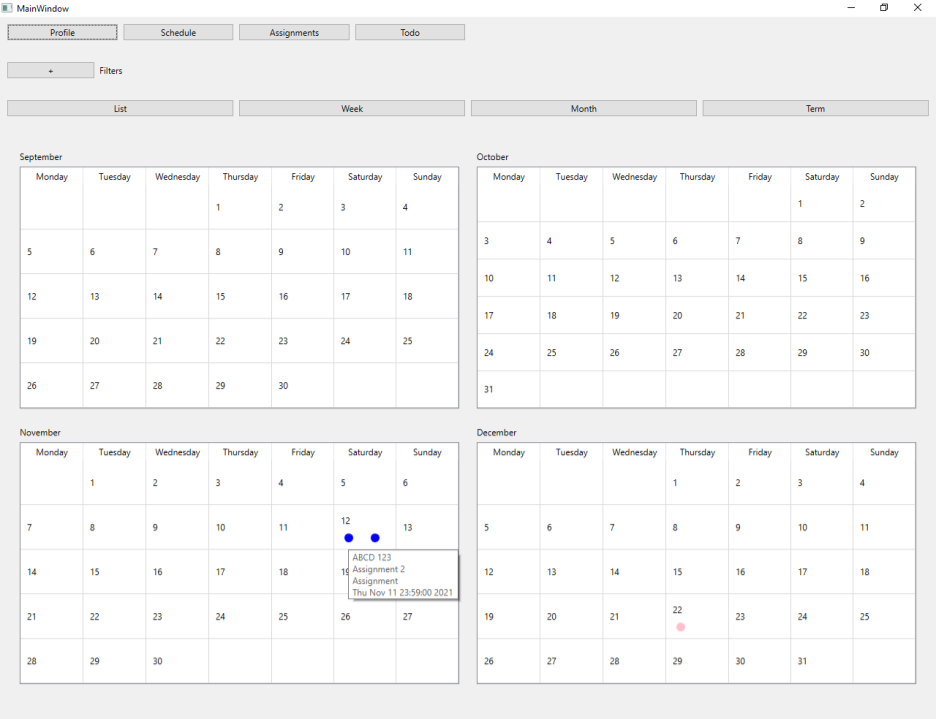 MainWindow
Profile Schedule Assignments Todo
+ Filters
List Week Month Term
September
Monday Tuesday Wednesday Thursday Friday Saturday Sunday
1 2 3 4
5 6 7 8 9 10 11
12 13 14 15 16 17 18
19 20 21 22 23 24 25
26 27 28 29 30
October
Monday Tuesday Wednesday Thursday Friday Saturday Sunday
1 2
3 4 5 6 7 8 9
10 11 12 13 14 15 16
17 18 19 20 21 22 23
24 25 26 27 28 29 30
31
November
Monday Tuesday Wednesday Thursday Friday Saturday Sunday
1 2 3 4 5 6
7 8 9 10 11 12 13
ABCD 123
Assignment 2
Assignment
Thu Nov 11 23:59:00 2021
14 15 16 17 18
21 22 23 24 25 26 27
28 29 30
December
Monday Tuesday Wednesday Thursday Friday Saturday Sunday
1 2 3 4
5 6 7 8 9 10 11
12 13 14 15 16 17 18
19 20 21 22 23 24 25
26 27 28 29 30 31